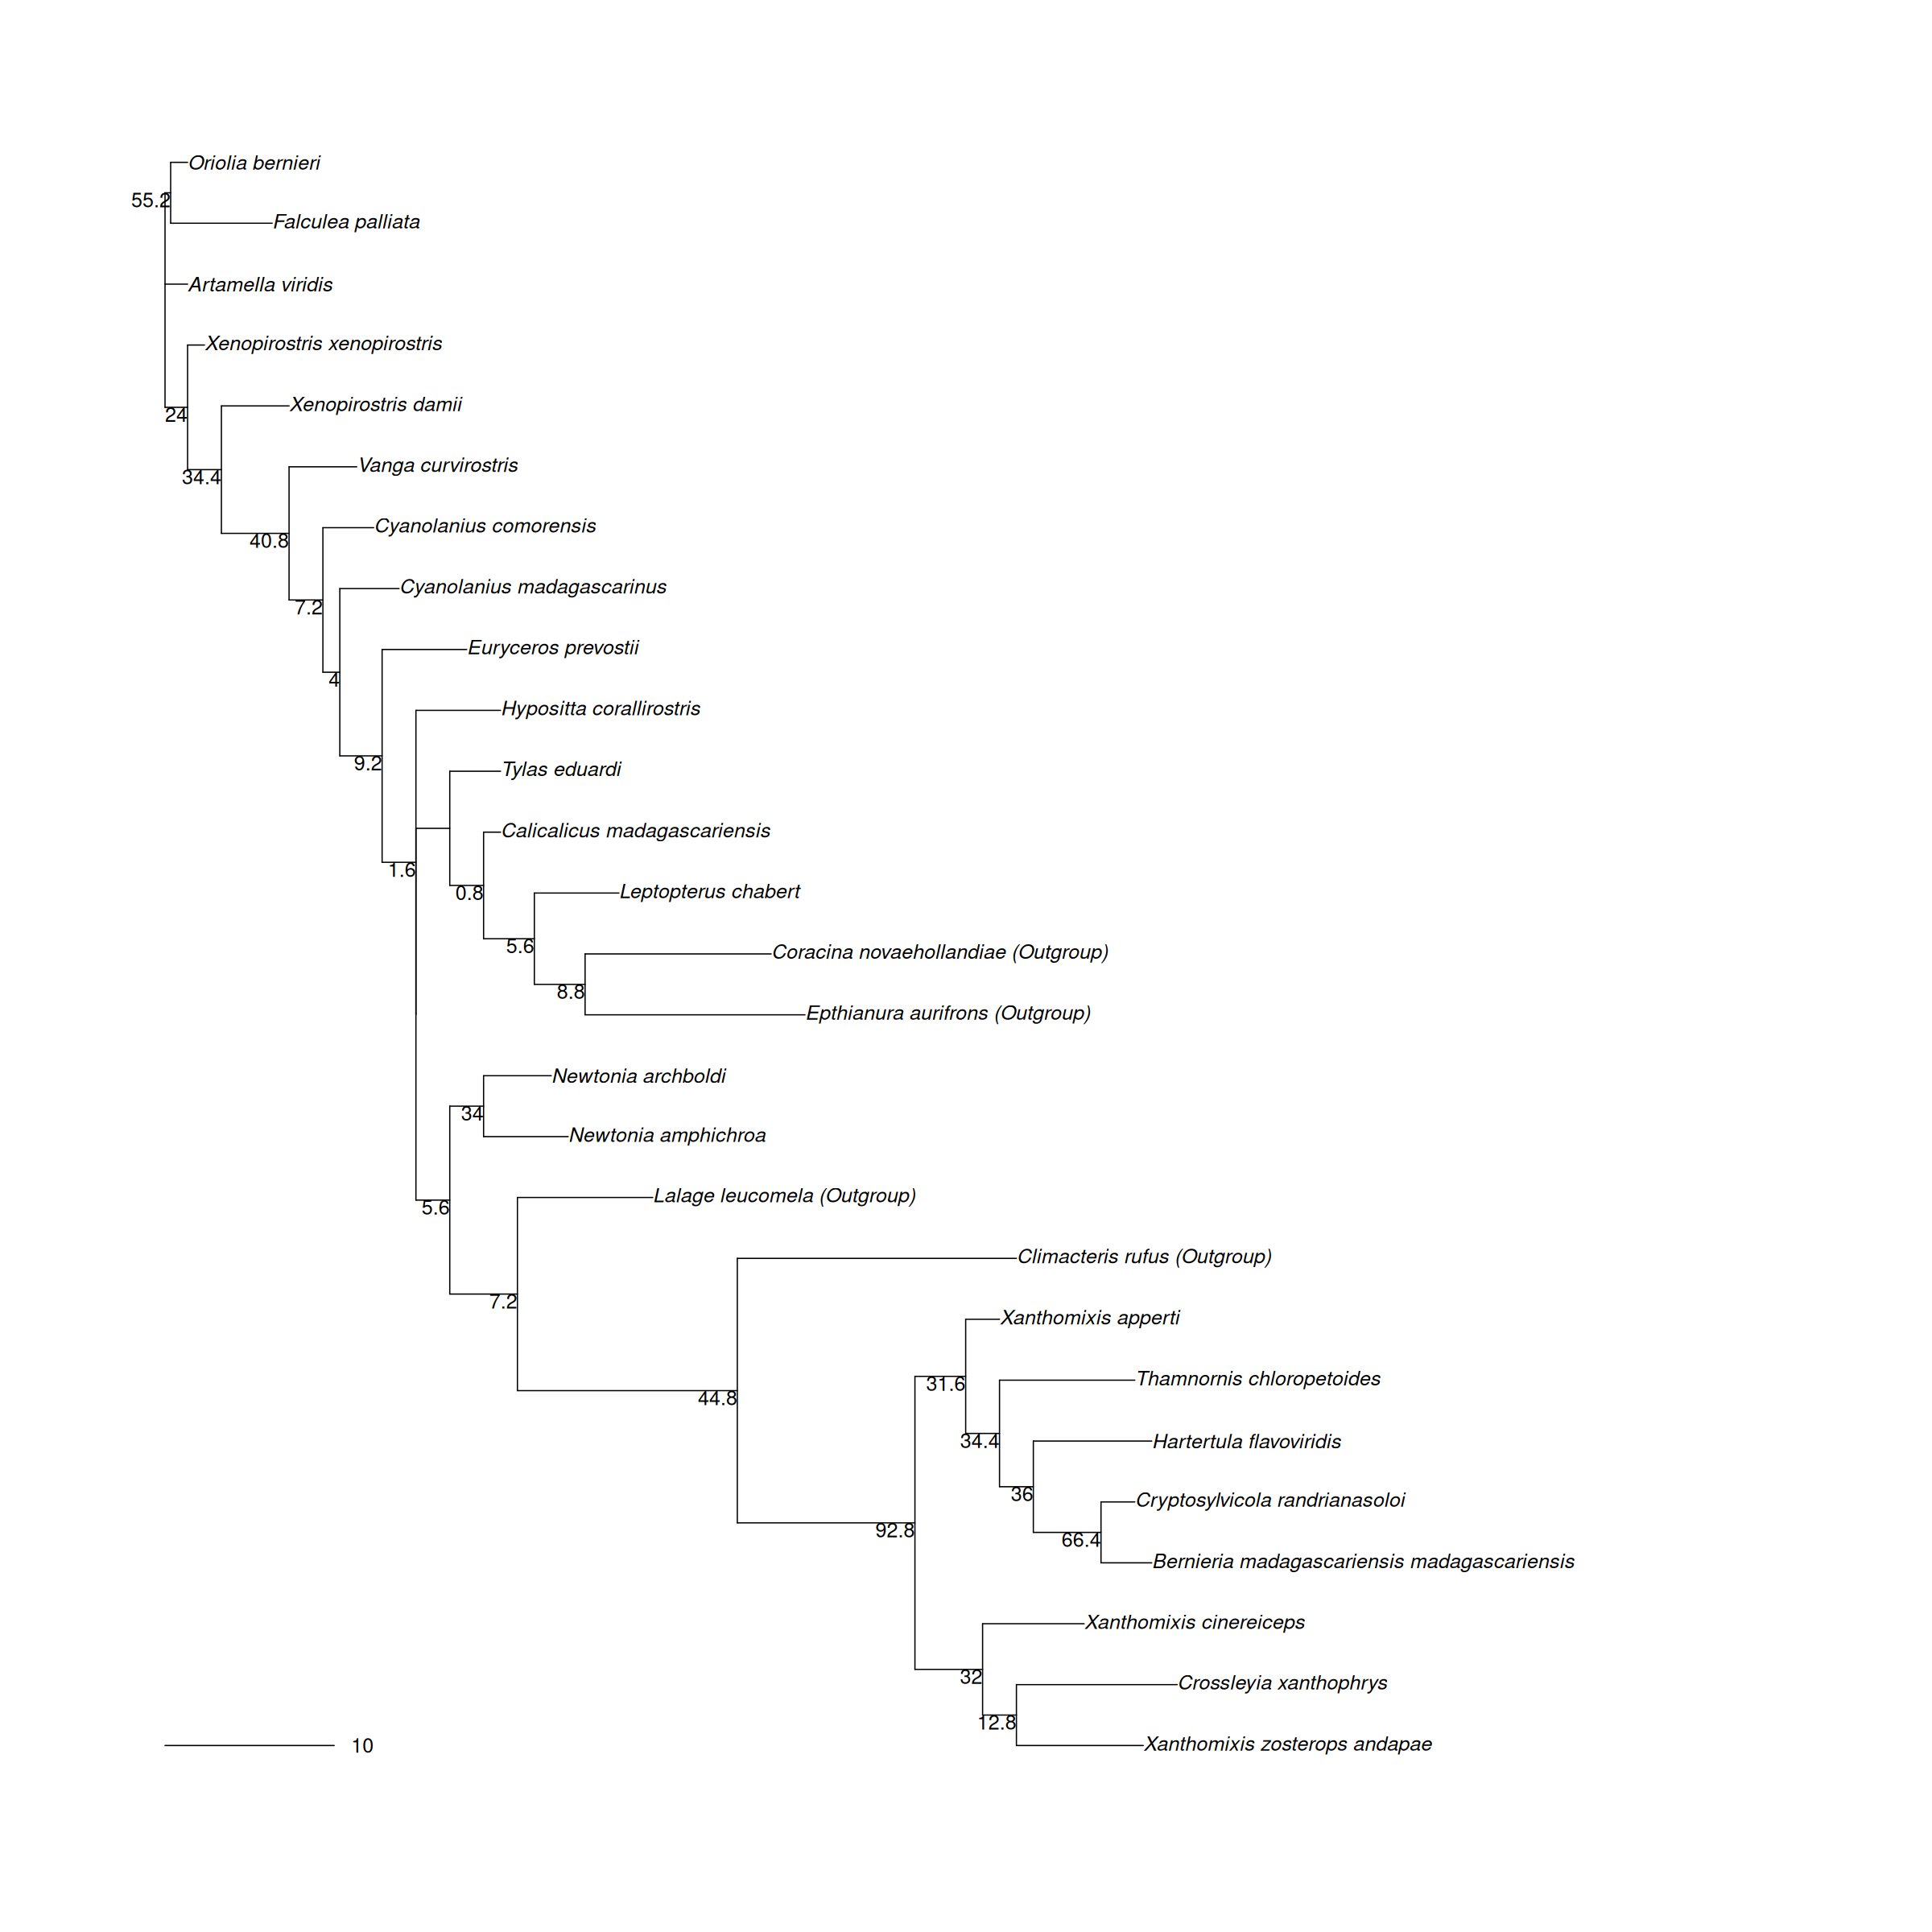 Oriolia bernieri
55.2
Falculea palliata
Artamella viridis
Xenopirostris xenopirostris
Xenopirostris damii
24
Vanga curvirostris
34.4
Cyanolanius comorensis
40.8
Cyanolanius madagascarinus
7.2
Euryceros prevostii
4
Hypositta corallirostris
9.2
Tylas eduardi
Calicalicus madagascariensis
1.6
0.8
Leptopterus chabert
5.6
Coracina novaehollandiae (Outgroup)
8.8
Epthianura aurifrons (Outgroup)
Newtonia archboldi
34
Newtonia amphichroa
Lalage leucomela (Outgroup)
5.6
Climacteris rufus (Outgroup)
7.2
Xanthomixis apperti
Thamnornis chloropetoides
31.6
44.8
Hartertula flavoviridis
34.4
36
Cryptosylvicola randrianasoloi
92.8
66.4
Bernieria madagascariensis madagascariensis
Xanthomixis cinereiceps
32
Crossleyia xanthophrys
12.8
Xanthomixis zosterops andapae
10